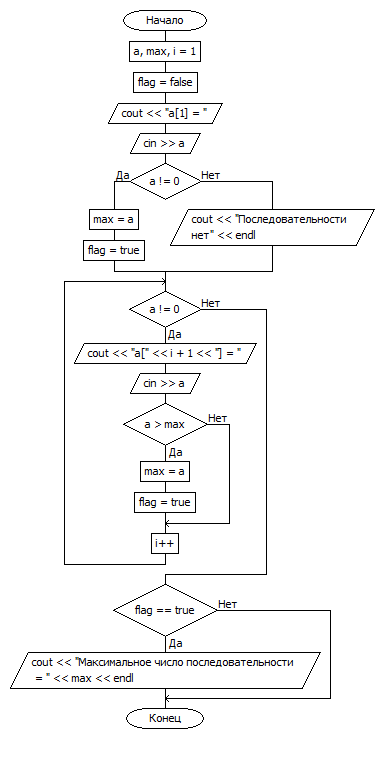 Начало
a, max, i = 1
flag = false
cout << "a[1] = "
cin >> a
a != 0
Да
Нет
max = a
flag = true
cout << "Последовательности
нет" << endl
a != 0
Нет
Да
cout << "a[" << i + 1 << "] = "
cin >> a
a > max
Нет
Да
max = a
flag = true
i++
flag == true
Нет
Да
cout << "Максимальное число последовательности
= " << max << endl
Конец